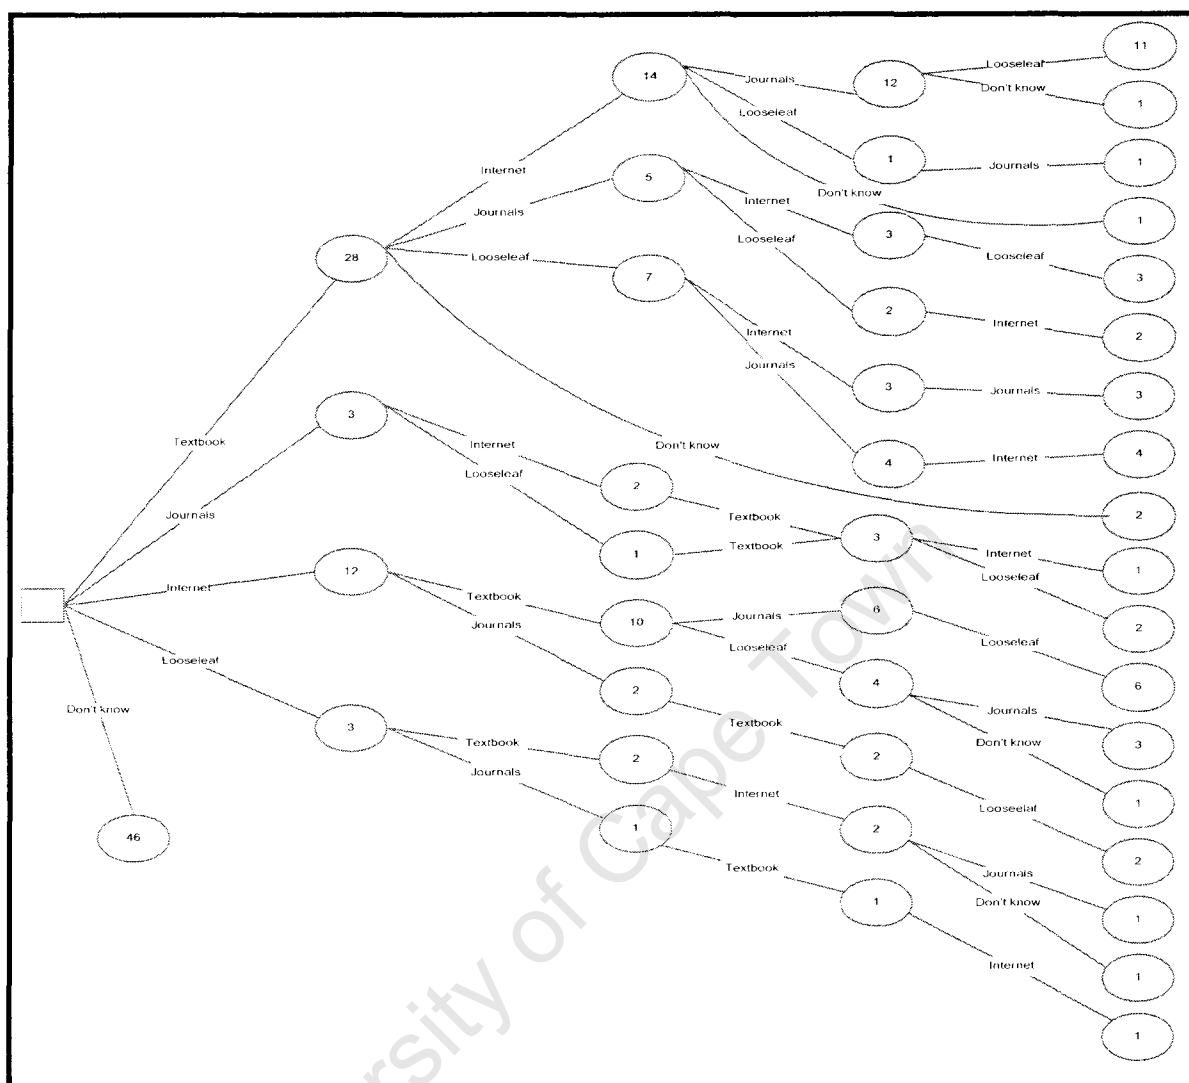 11
Looseleaf
14
Journals
12
Don't know
1
Looseleaf
Internet
1
Journals
1
5
Don't know
Journals
Internet
1
28
Looseleaf
Looseleaf
3
Looseleaf
7
3
2
Internet
2
Internet
Journals
3
Journals
3
3
Textbook
Internet
Don't know
4
Internet
4
Looseleaf
2
2
Journals
Textbook
3
Internet
1
Textbook
1
12
Looseleaf
Internet
Textbook
6
2
Journals
10
Journals
Looseleaf
Looseleaf
Looseleaf
4
6
2
Don't know
3
Textbook
Journals
Textbook
2
Don't know
3
2
Journals
Internet
1
46
1
2
Looseelaf
2
Textbook
Journals
1
Don't know
1
Internet
1
1
rsity of Cape Town